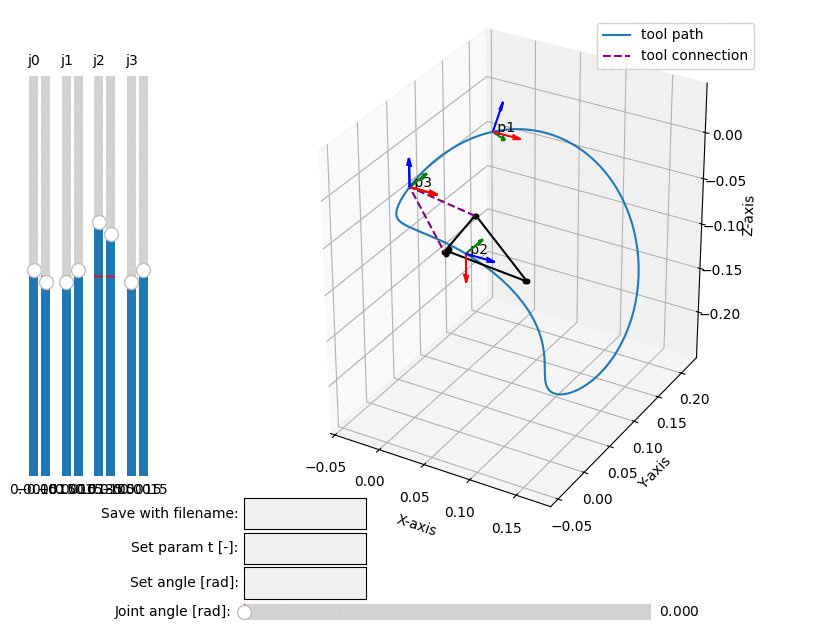 tool path
tool connection
j0
j1
j2
j3
p1
p3
p2
0.00
−0.05
−0.10
−0.15
−0.20
Z-axis
0.20
0.15
0.10
0.05
0.00
−0.05
Y-axis
−0.05
0.00
0.05
0.10
0.15
X-axis
Save with filename:
Set param t [-]:
Set angle [rad]:
Joint angle [rad]:
0.000